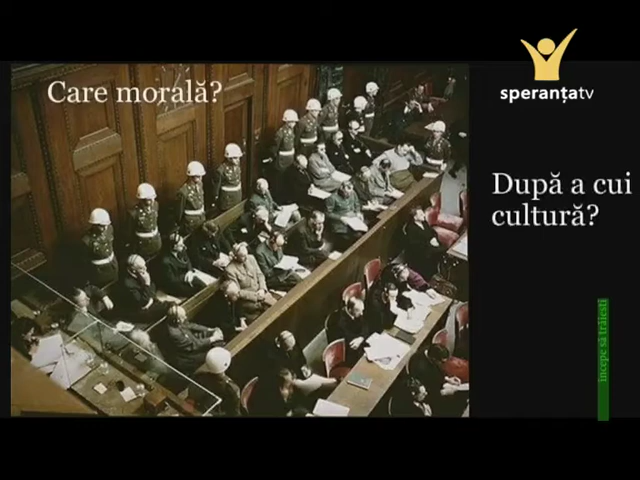 Care morală?
speranțatv
După a cui
cultură?
începe să trăiești